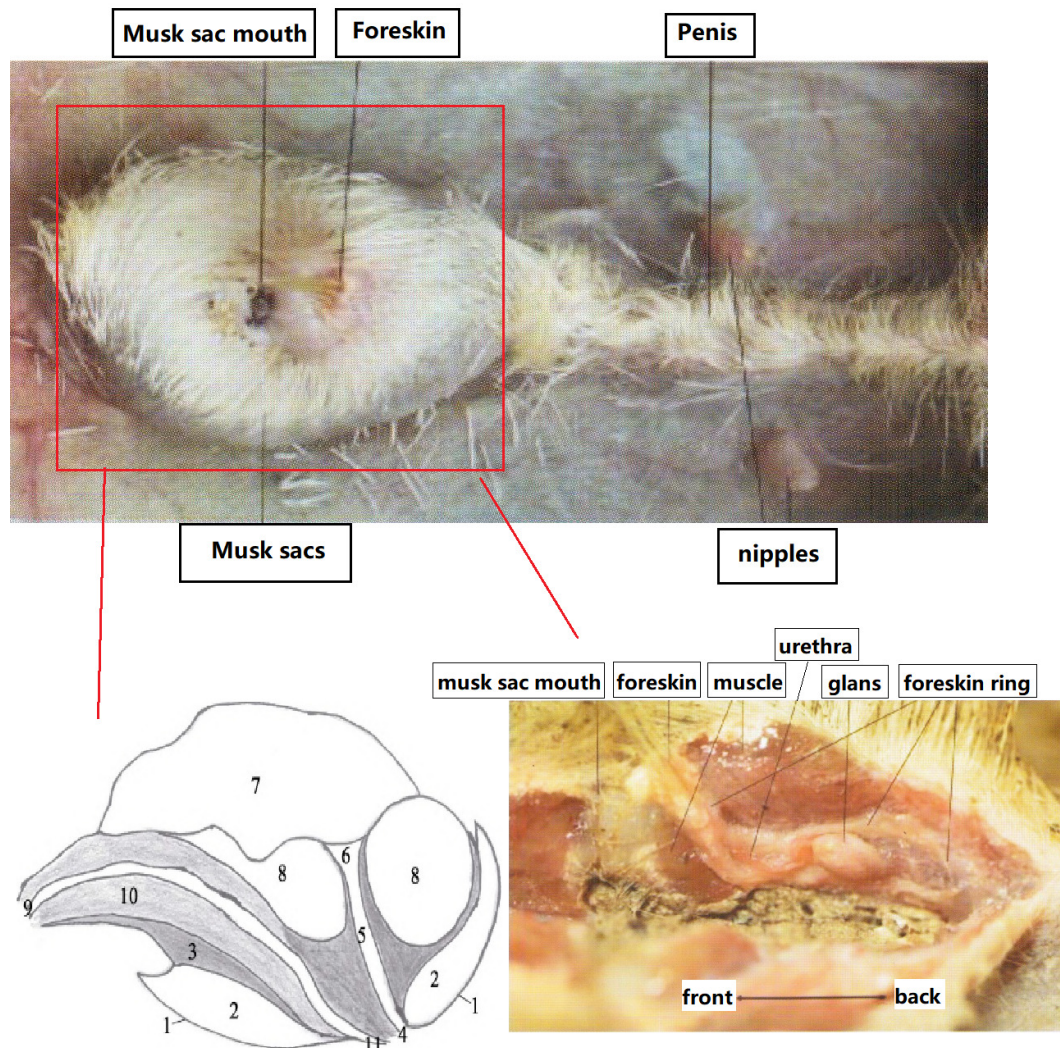 Musk sac mouth
Foreskin
Penis
Musk sacs
nipples
urethra
musk sac mouth
foreskin
muscle
glans
foreskin ring
7
6
8
8
9
10
5
3
2
2
1
1
4
11
front
back